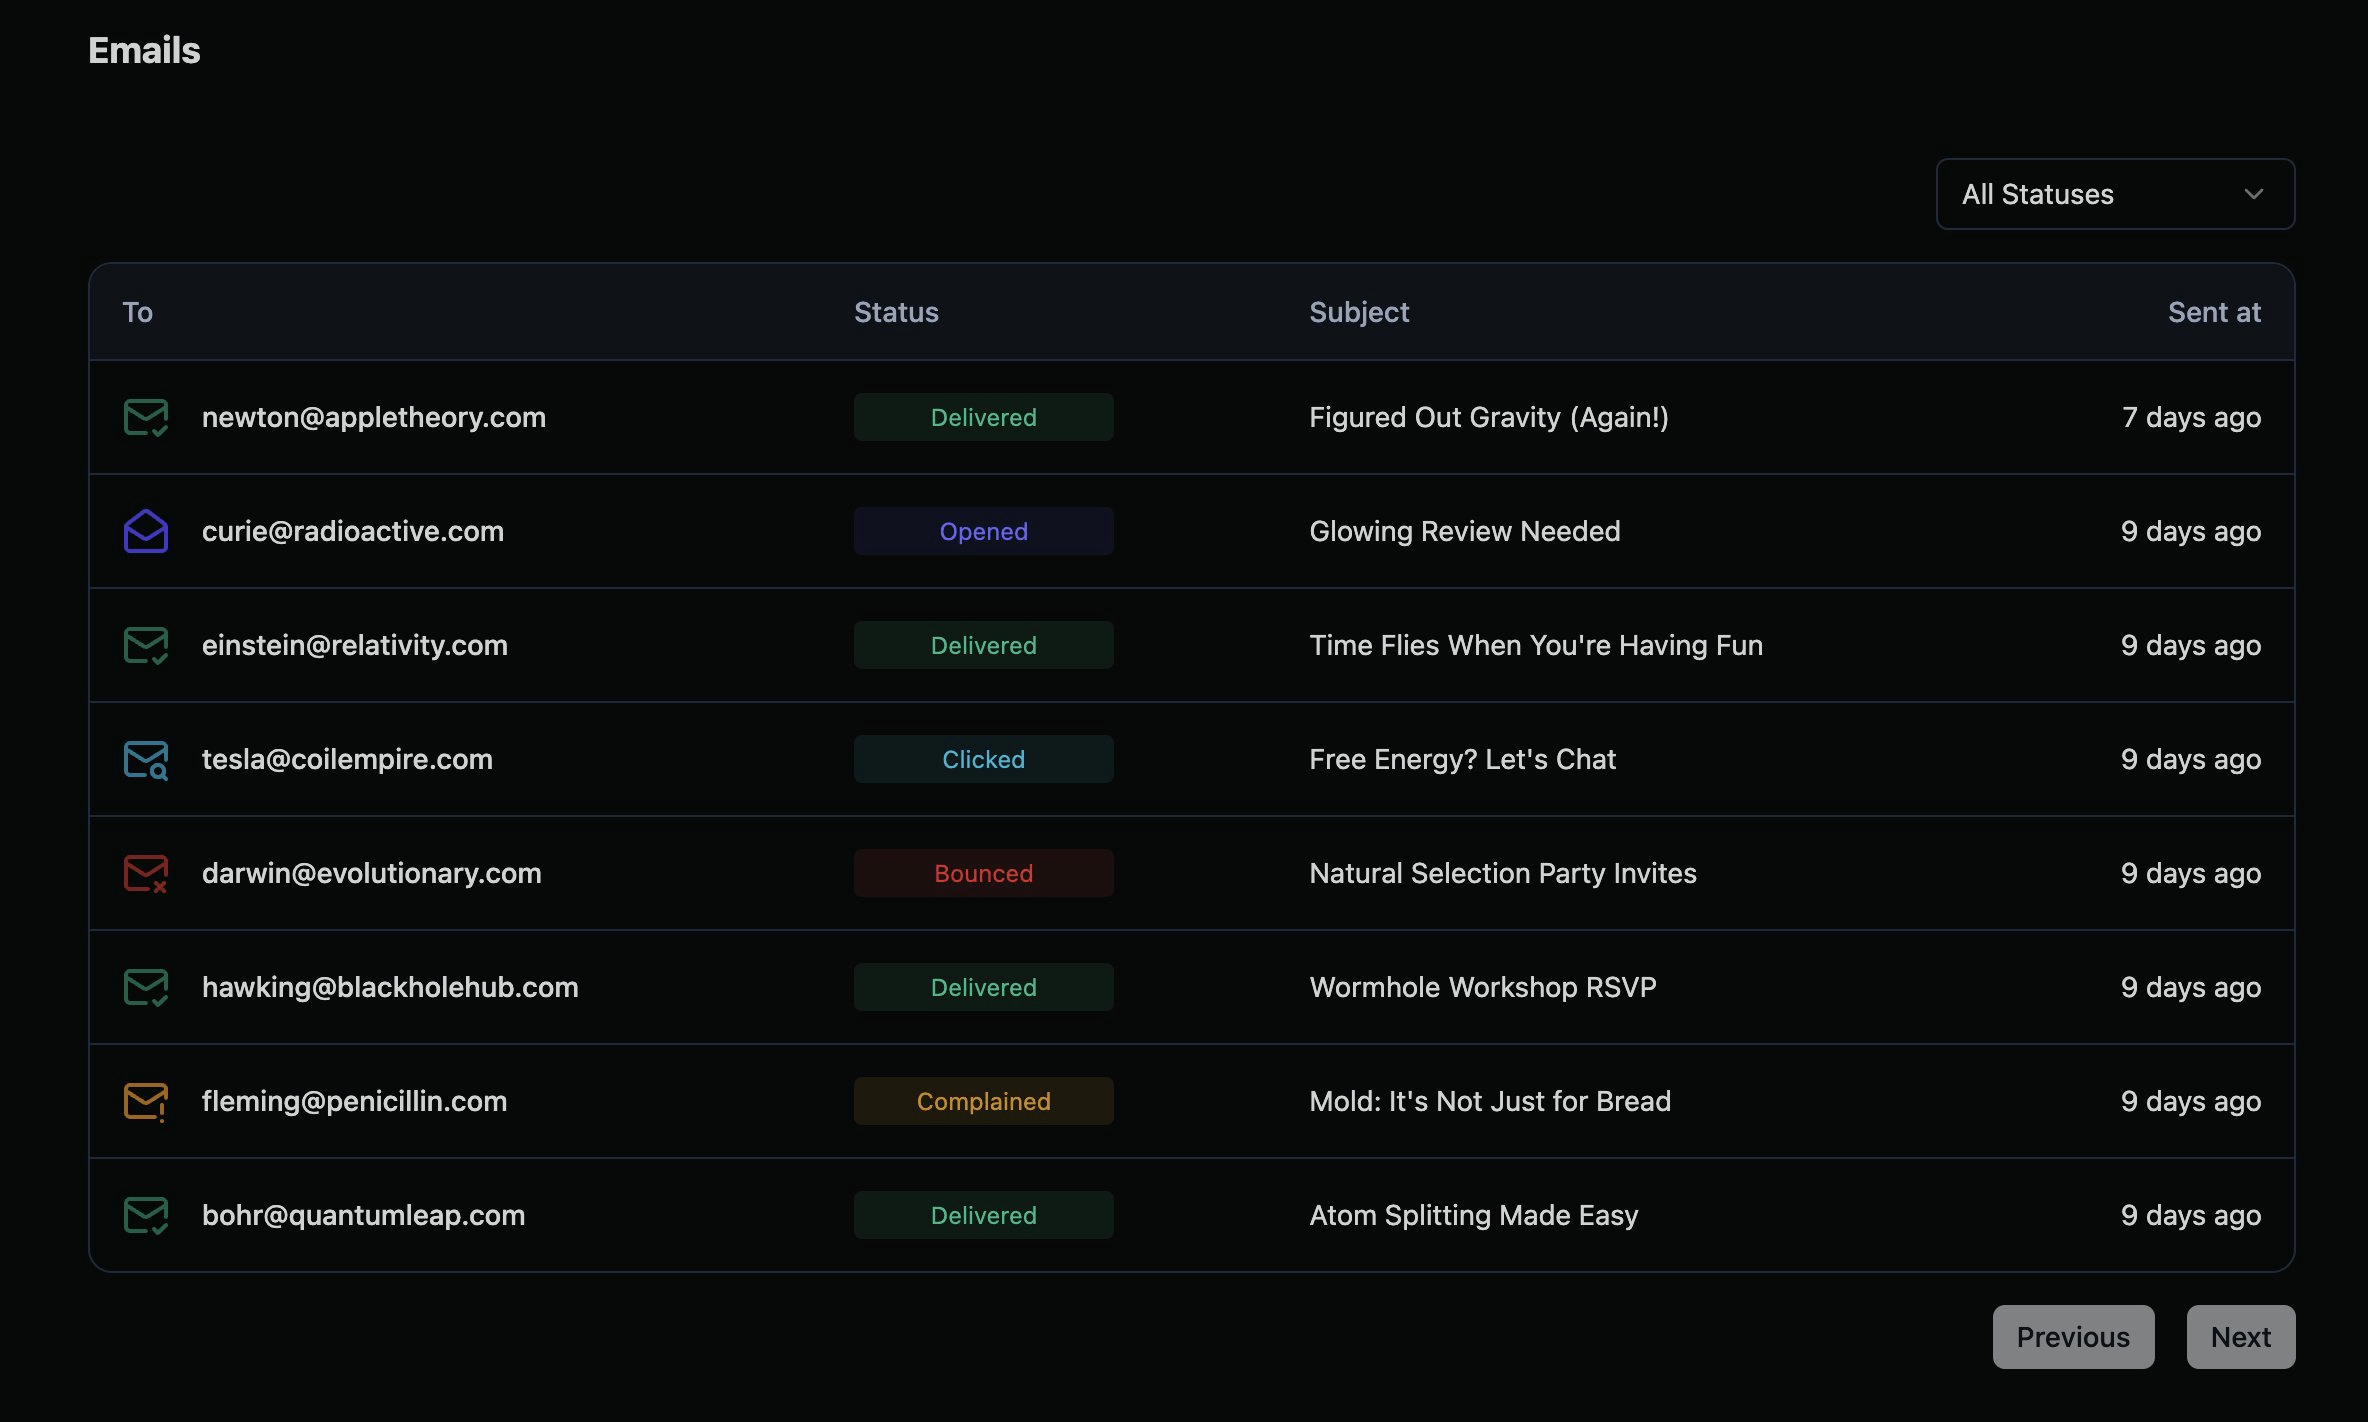 Emails
All Statuses
To Status Subject Sent at
newton@appletheory.com Delivered Figured Out Gravity (Again!) 7 days ago
curie@radioactive.com Opened Glowing Review Needed 9 days ago
einstein@relativity.com Delivered Time Flies When You're Having Fun 9 days ago
tesla@coilempire.com Clicked Free Energy? Let's Chat 9 days ago
darwin@evolutionary.com Bounced Natural Selection Party Invites 9 days ago
hawking@blackholehub.com Delivered Wormhole Workshop RSVP 9 days ago
fleming@penicillin.com Complained Mold: It's Not Just for Bread 9 days ago
bohr@quantumleap.com Delivered Atom Splitting Made Easy 9 days ago
Previous Next